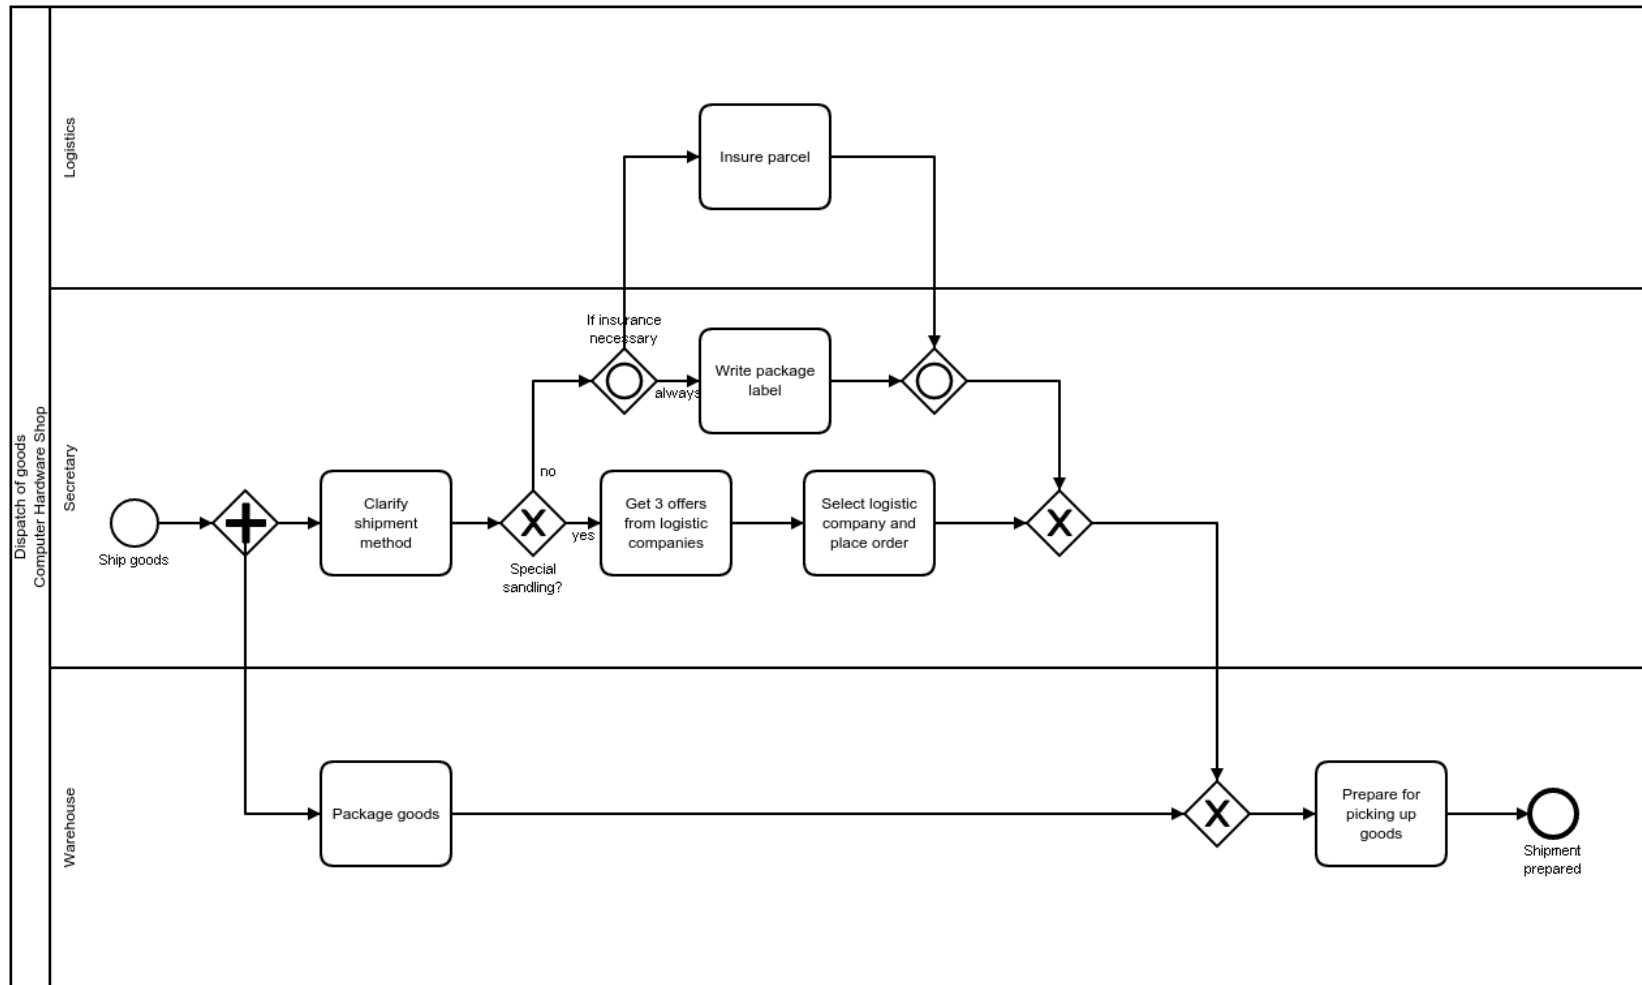 Dispatch of goods
Computer Hardware Shop
Logistics
Insure parcel
Secretary
If insurance
necessary
always
Write package
label
no
Ship goods
Clarify
shipment
method
Special
sandling?
yes
Get 3 offers
from logistic
companies
Select logistic
company and
place order
Warehouse
Package goods
Prepare for
picking up
goods
Shipment
prepared